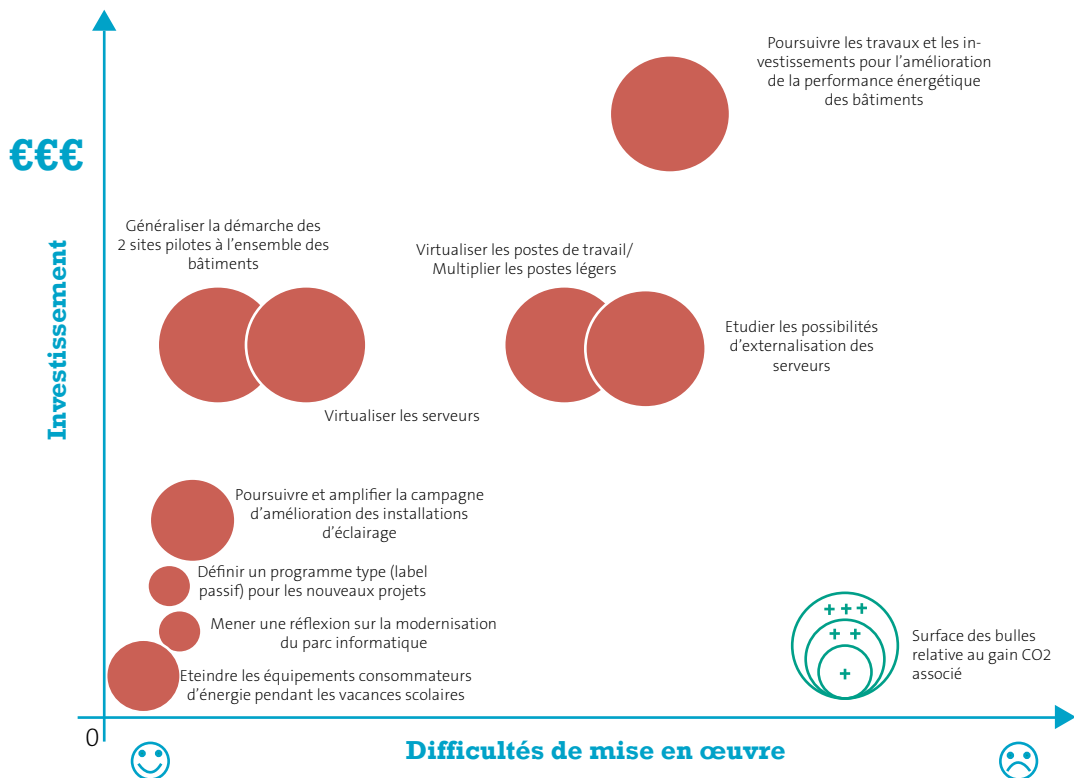 Poursuivre les travaux et les in-
vestissements pour l'amélioration
de la performance énergétique
des bâtiments
€€€
Investissement
Généraliser la démarche des
2 sites pilotes à l'ensemble des
bâtiments
Virtualiser les postes de travail/
Multiplier les postes légers
Etudier les possibilités
d'externalisation des
serveurs
Virtualiser les serveurs
Poursuivre et amplifier la campagne
d'amélioration des installations
d'éclairage
Définir un programme type (label
passif) pour les nouveaux projets
Mener une réflexion sur la modernisation
du parc informatique
Eteindre les équipements consommateurs
d'énergie pendant les vacances scolaires
+++
++
+
Surface des bulles
relative au gain CO2
associé
0
Difficultés de mise en œuvre